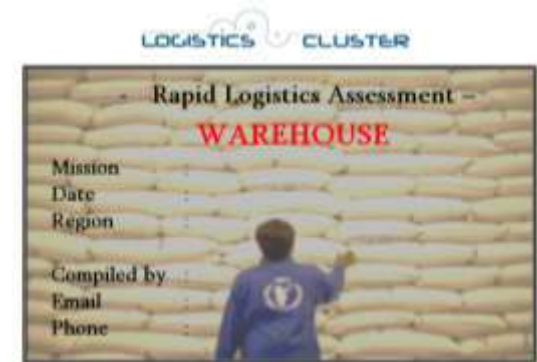 LOGISTICS CLUSTER
- Rapid Logistics Assessment –
WAREHOUSE
Mission :
Date :
Region :
Compiled by :
Email :
Phone :